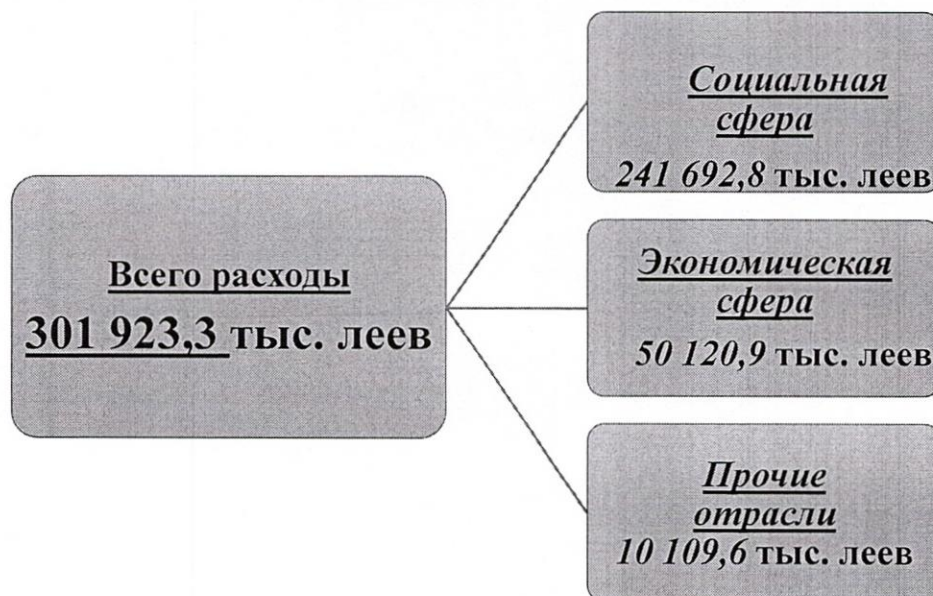 Всего расходы
301 923,3 тыс. леев
Социальная
сфера
241 692,8 тыс. леев
Экономическая
сфера
50 120,9 тыс. леев
Прочие
отрасли
10 109,6 тыс. леев